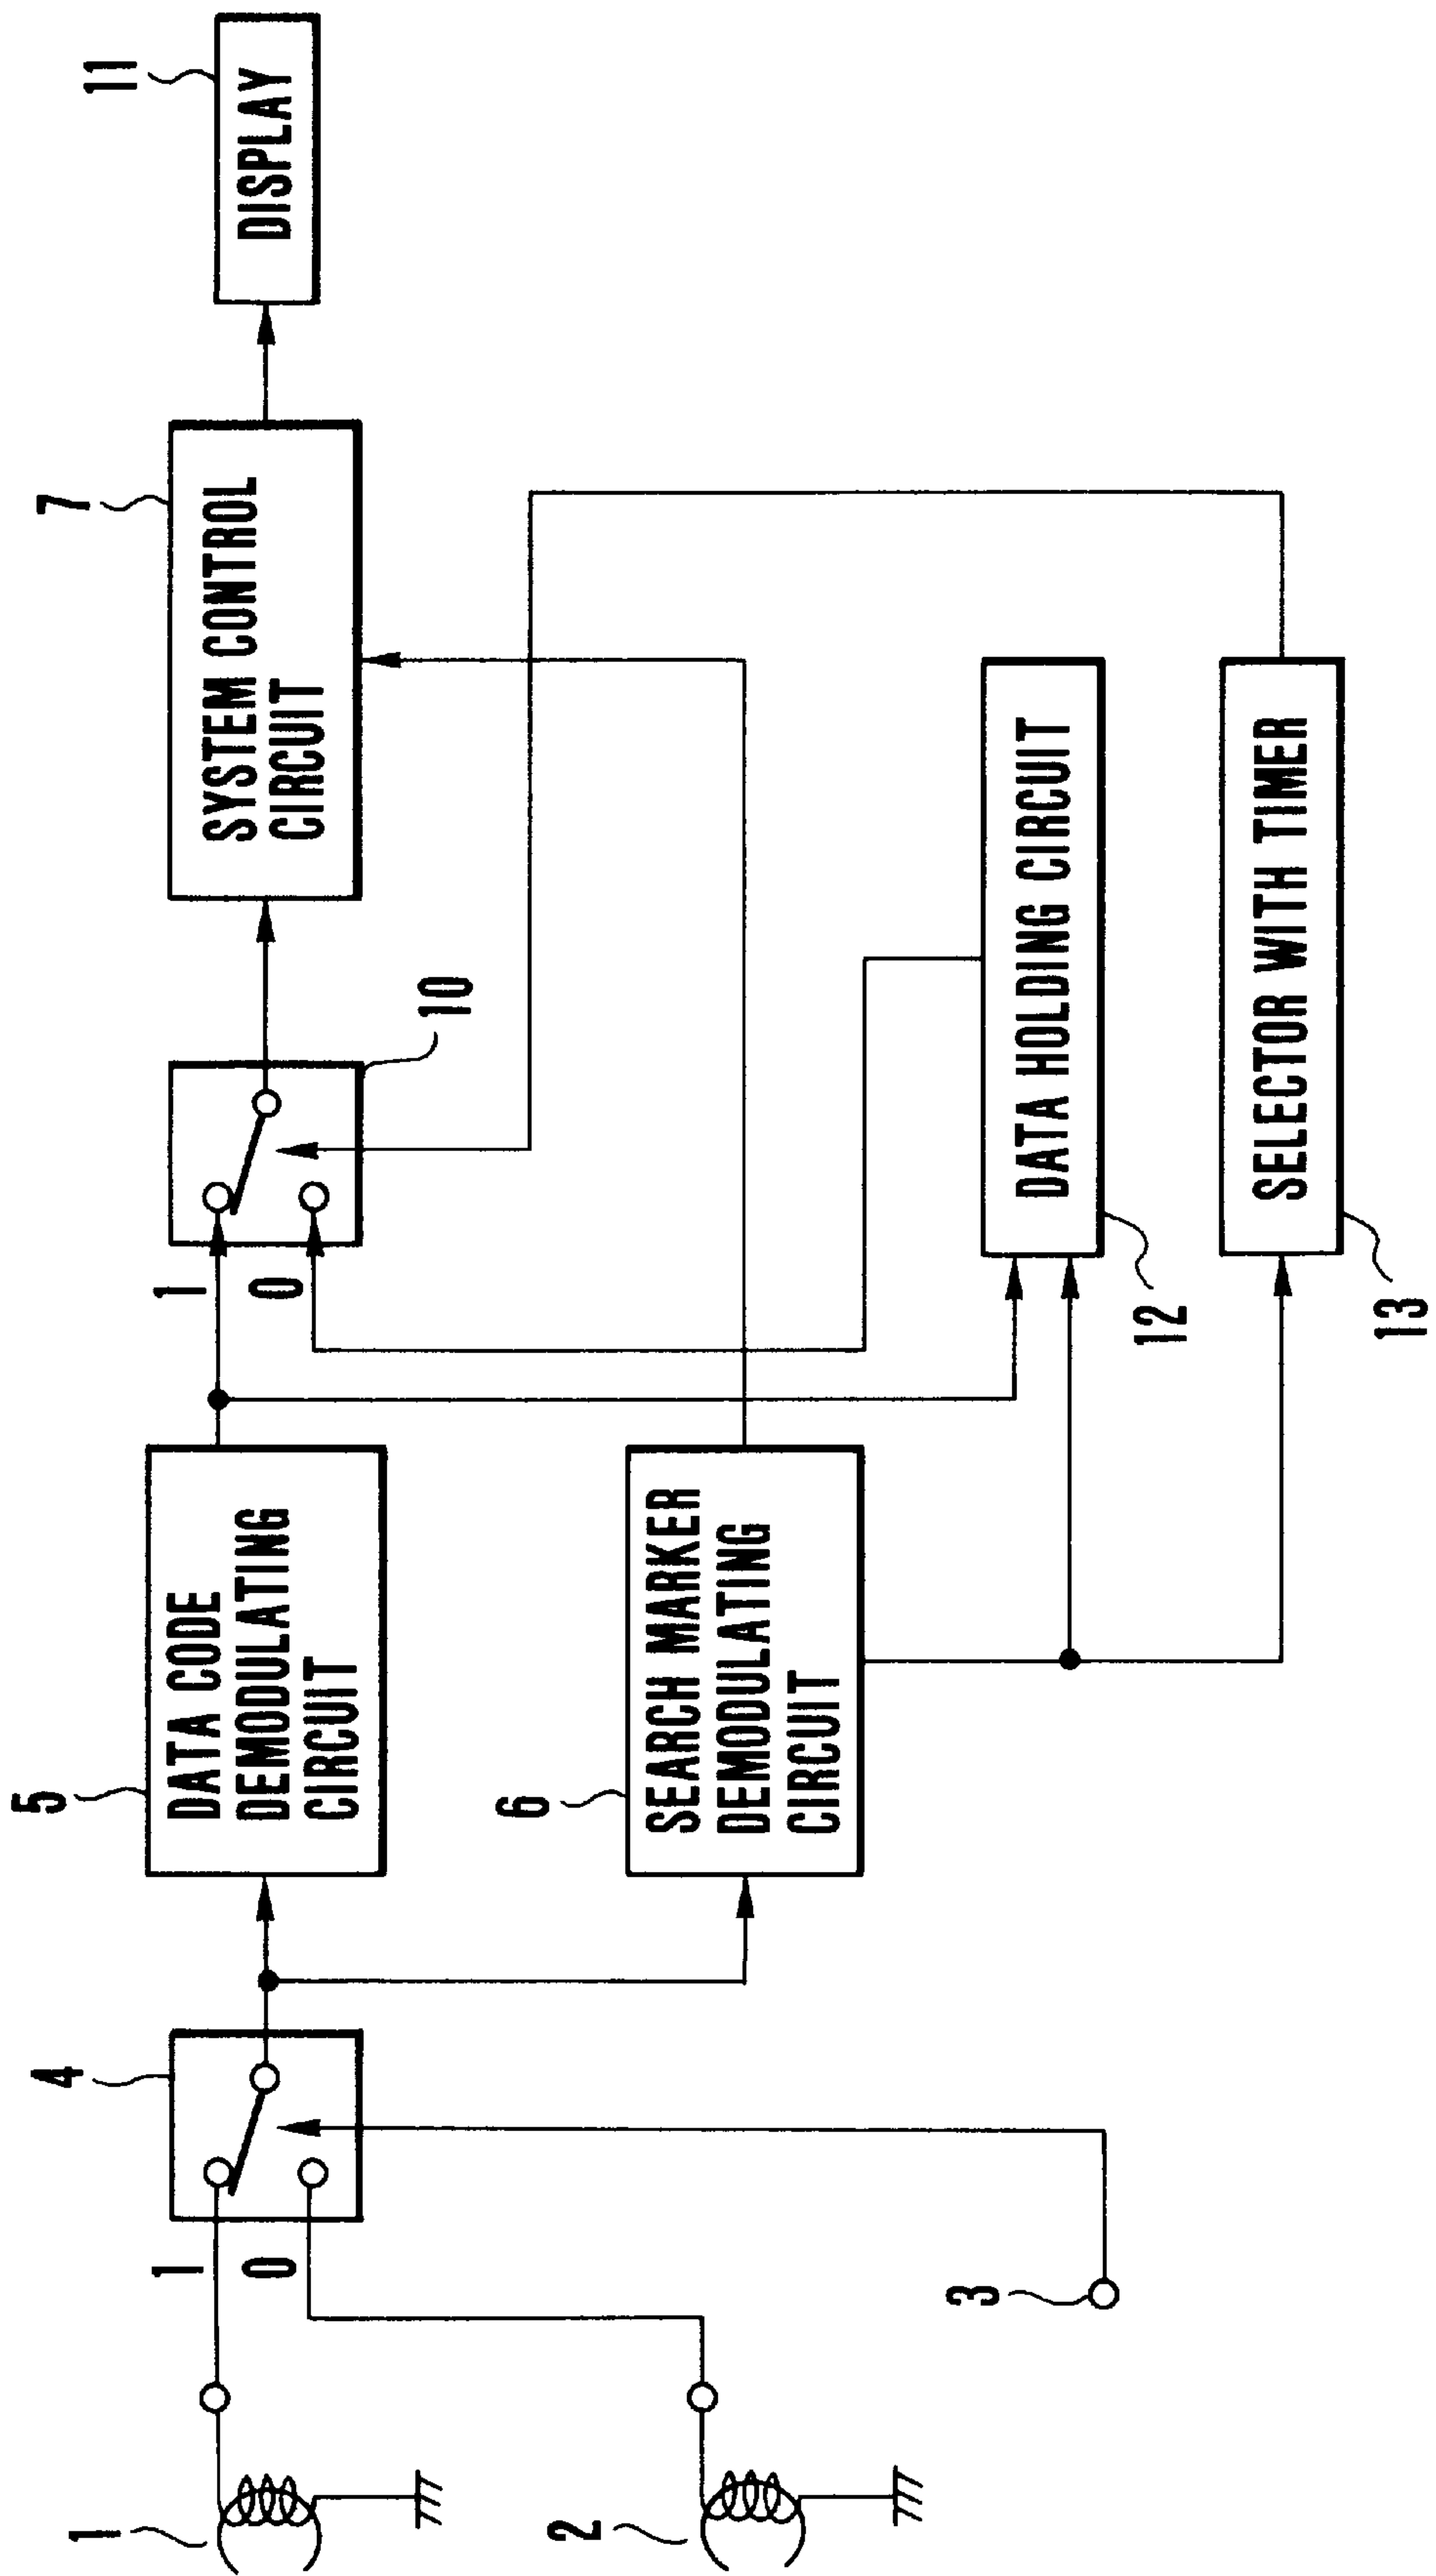 11
DISPLAY
7
SYSTEM CONTROL
CIRCUIT
10
1
0
DATA HOLDING CIRCUIT
12
SELECTOR WITH TIMER
13
5
DATA CODE
DEMODULATING
CIRCUIT
6
SEARCH MARKER
DEMODULATING
CIRCUIT
4
1
0
3
1
2